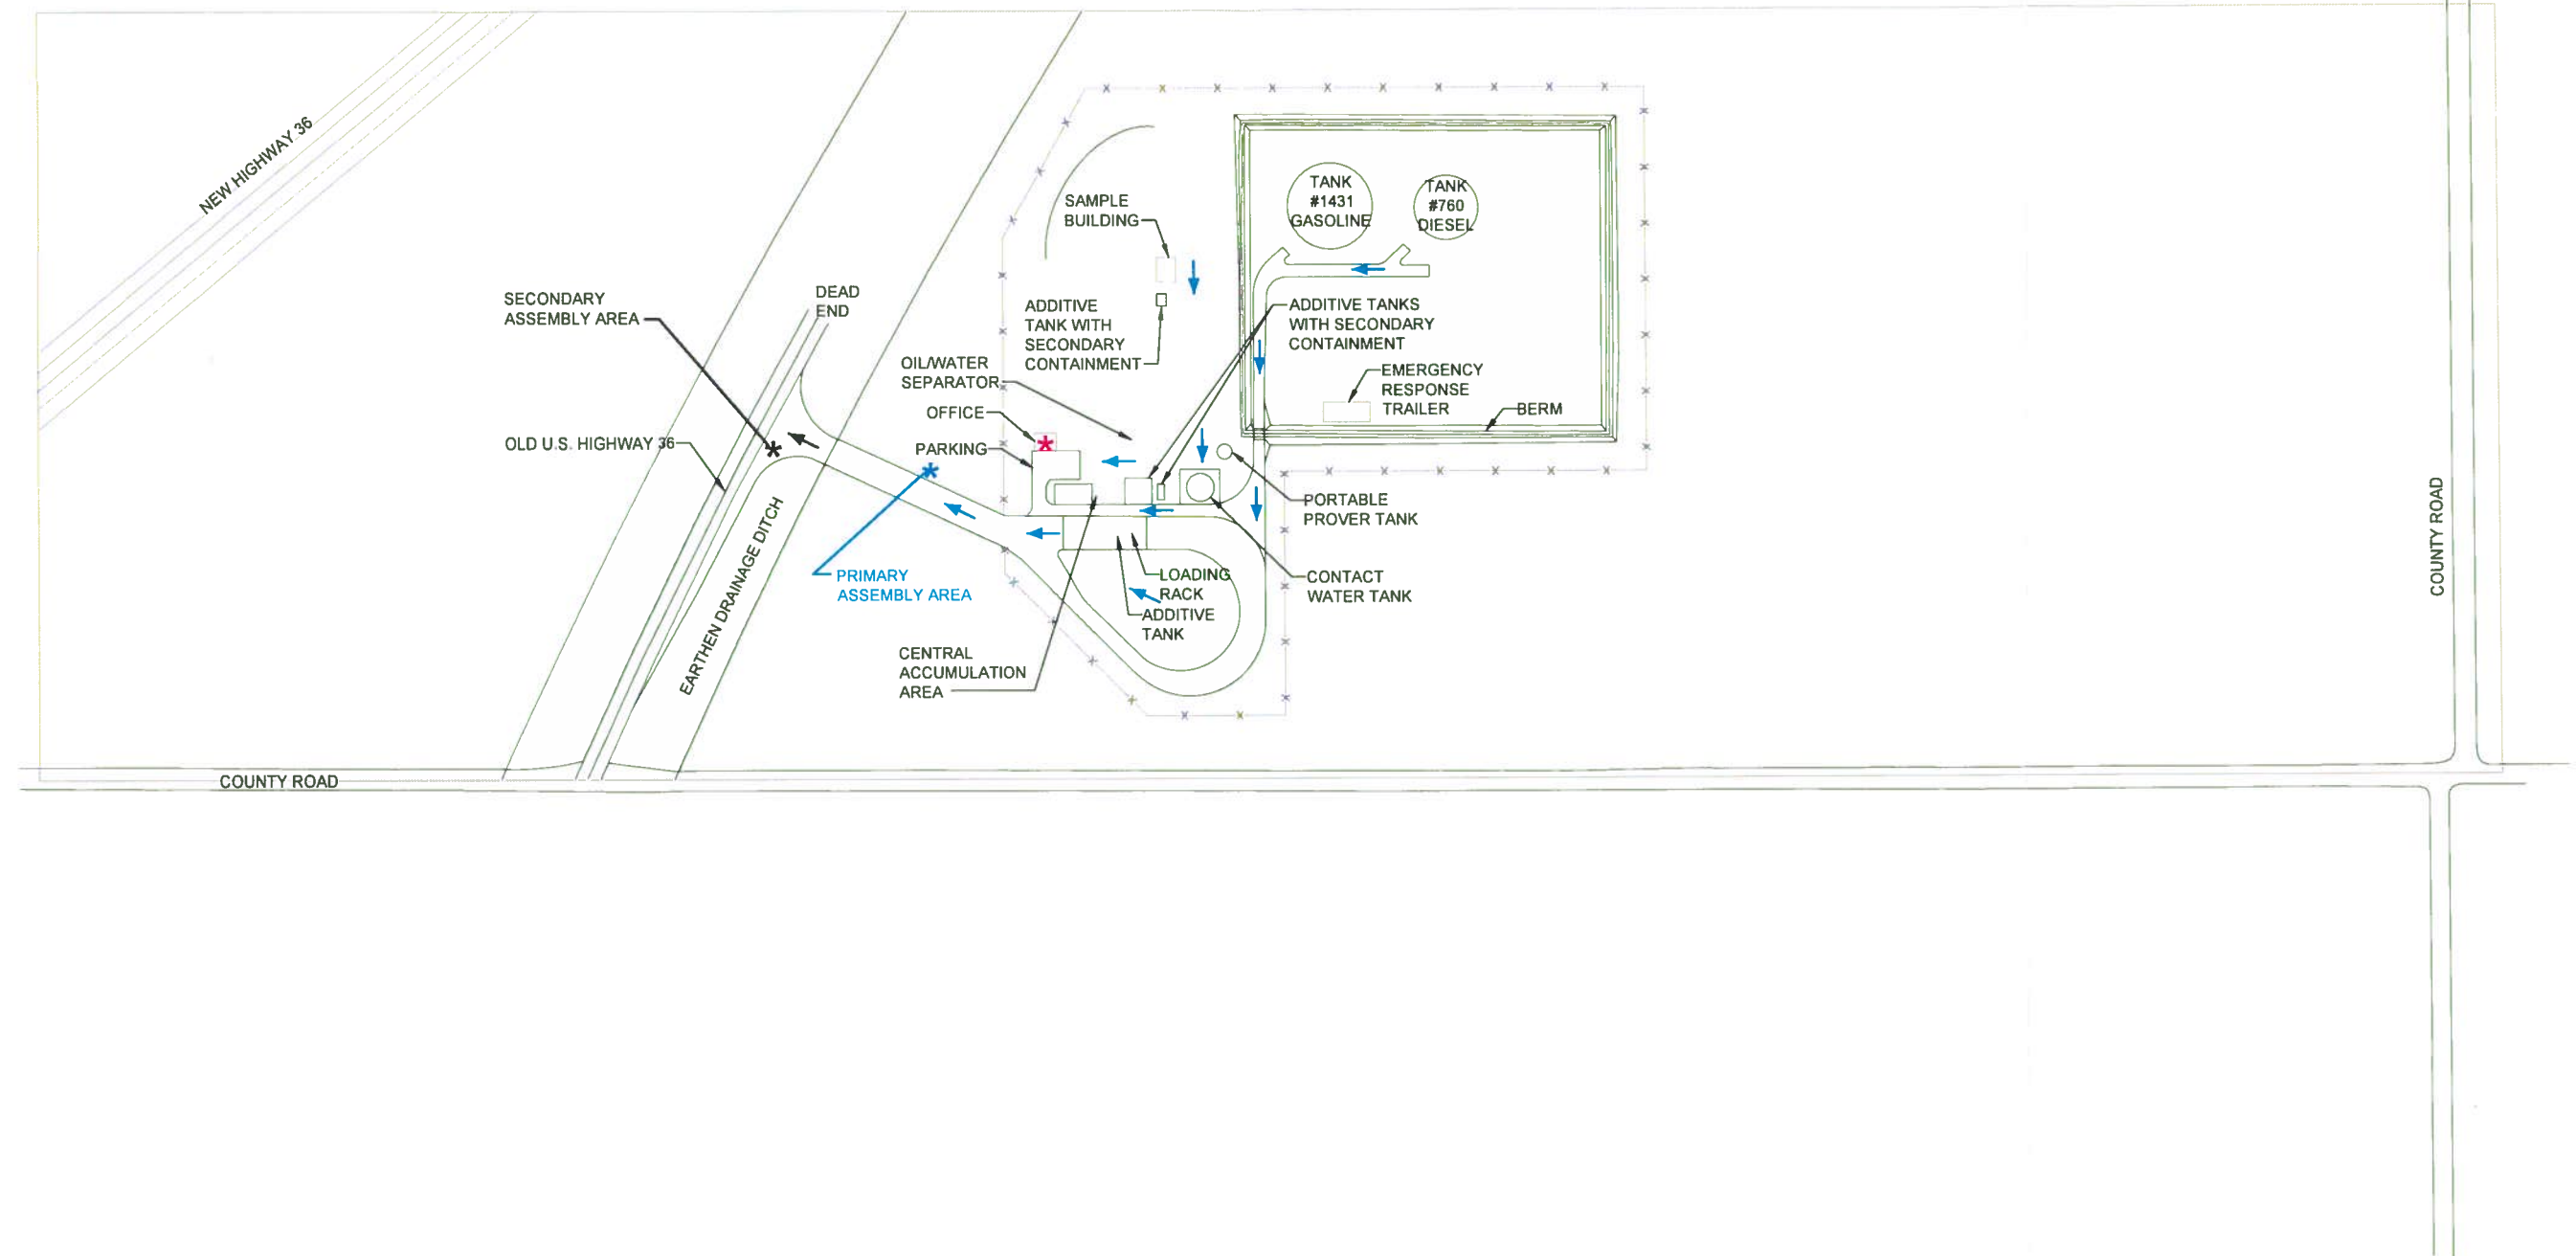 NEW HIGHWAY 36
TANK
#1431
GASOLINE
TANK
#760
DIESEL
SAMPLE
BUILDING
SECONDARY
ASSEMBLY AREA
DEAD
END
ADDITIVE
TANK WITH
SECONDARY
CONTAINMENT
ADDITIVE TANKS
WITH SECONDARY
CONTAINMENT
OIL/WATER
SEPARATOR
EMERGENCY
RESPONSE
TRAILER
BERM
OFFICE
OLD U.S. HIGHWAY 36
PARKING
PORTABLE
PROVER TANK
EARTHEN DRAINAGE DITCH
PRIMARY
ASSEMBLY AREA
LOADING
RACK
CONTACT
WATER TANK
ADDITIVE
TANK
CENTRAL
ACCUMULATION
AREA
COUNTY ROAD
COUNTY ROAD